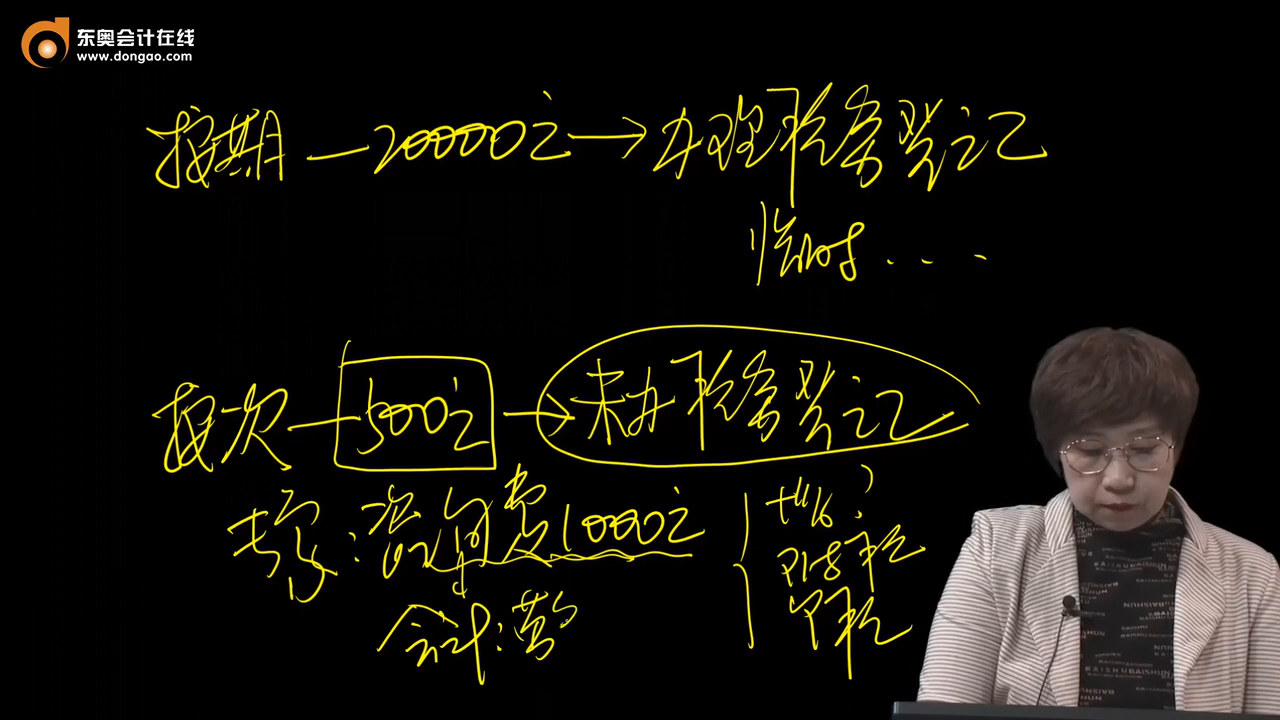 东奥会计在线
www.dongao.com
按期 — 20000元 → 办理税务登记
临时 ...
按次 — 500元 → 未办税务登记
专家：咨询费10000元
增值?
附加税
个税
会计：劳